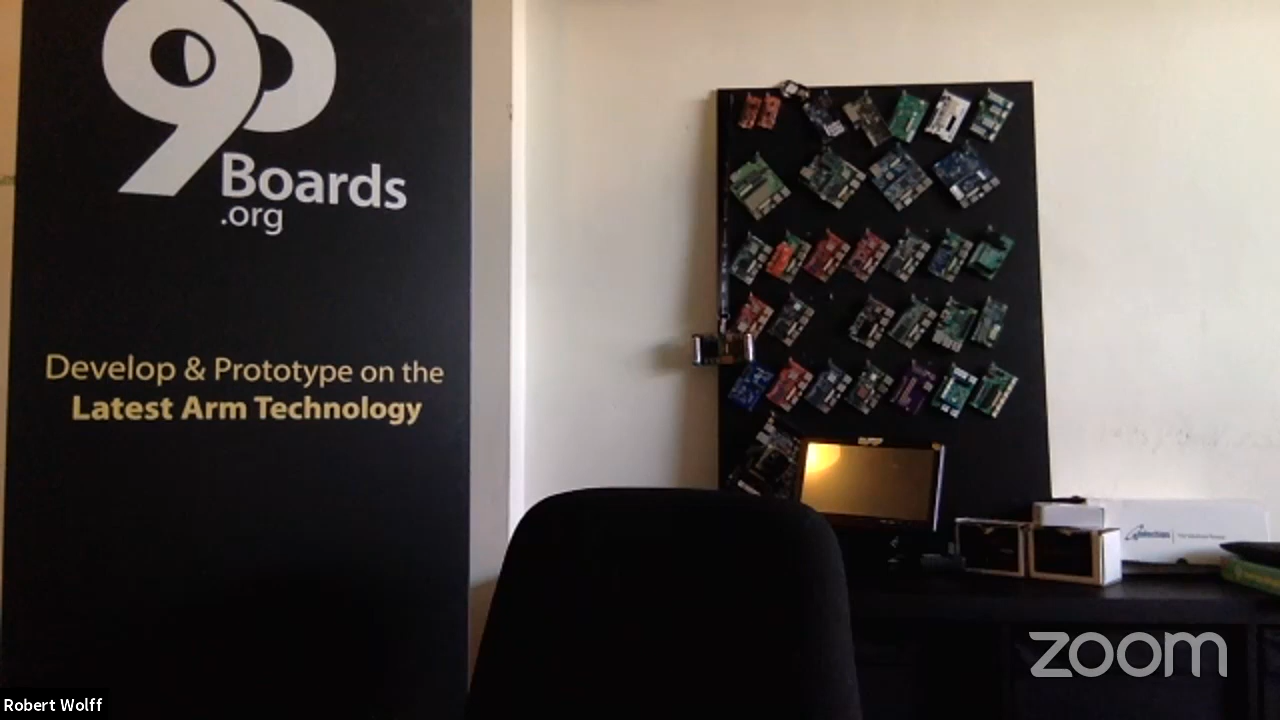 96
Boards
.org
Develop & Prototype on the
Latest Arm Technology
zoom
Robert Wolff